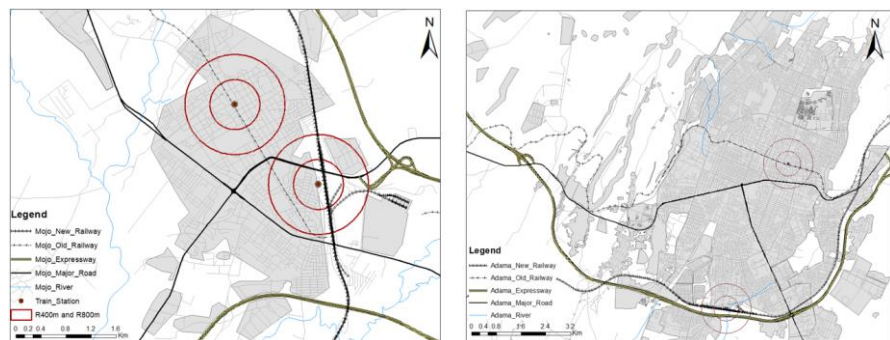 N
Legend
Mojo_New_Railway
Mojo_Old_Railway
Mojo_Expressway
Mojo_Major_Road
Mojo_River
Train_Station
R400m and R800m
0 0.2 0.4 0.8 1.2 1.6
Km
N
Legend
Adama_New_Railway
Adama_Old_Railway
Adama_Expressway
Adama_Major_Road
Adama_River
0 0.4 0.8 1.6 2.4 3.2
Km